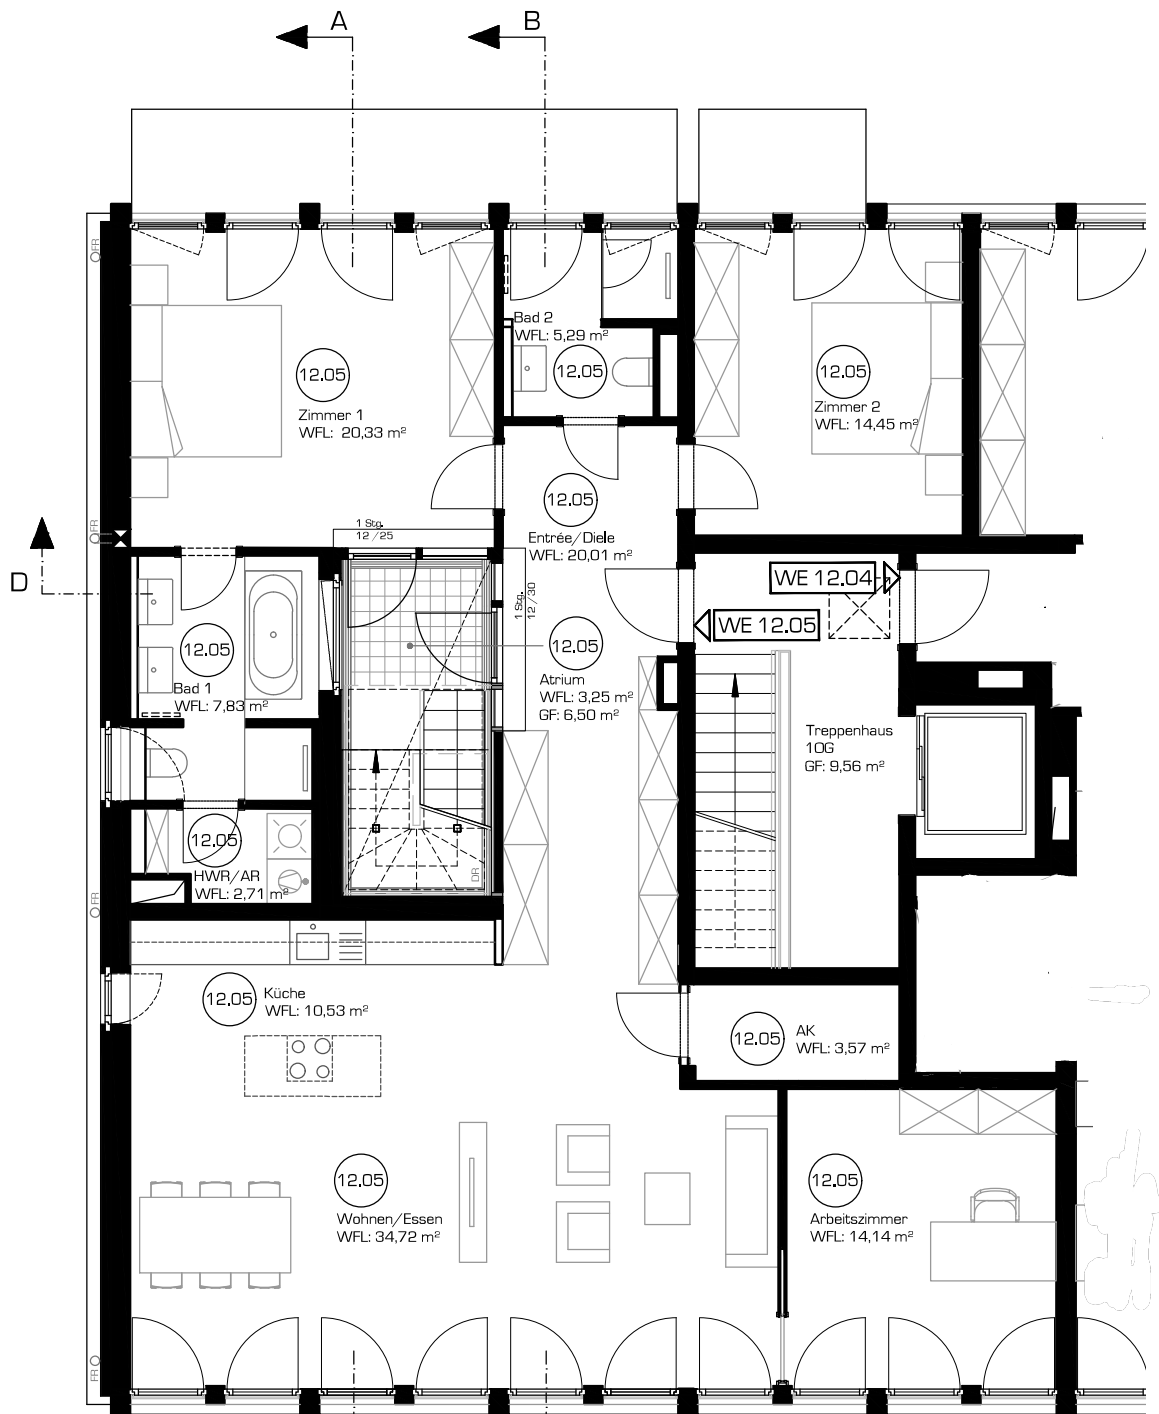 A
B
FR
Bad 2
WFL: 5,29 m²
12.05
12.05
Zimmer 1
WFL: 20,33 m²
12.05
Zimmer 2
WFL: 14,45 m²
12.05
Entrée/Diele
WFL: 20,01 m²
FR
1 Stg.
12 / 25
D
1 Stg.
12 / 30
WE 12.04
WE 12.05
12.05
Bad 1
WFL: 7,83 m²
12.05
Atrium
WFL: 3,25 m²
GF: 6,50 m²
Treppenhaus
10G
GF: 9,56 m²
12.05
HWR/AR
WFL: 2,71 m²
DR
FR
12.05
Küche
WFL: 10,53 m²
12.05
AK
WFL: 3,57 m²
12.05
Wohnen/Essen
WFL: 34,72 m²
12.05
Arbeitszimmer
WFL: 14,14 m²
FR